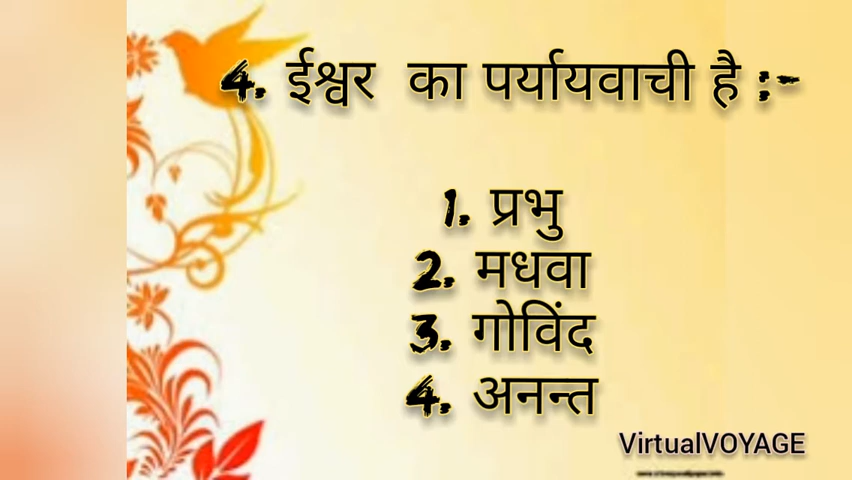 4. ईश्वर का पर्यायवाची है :-
1. प्रभु
2. मधवा
3. गोविंद
4. अनन्त
VirtualVOYAGE